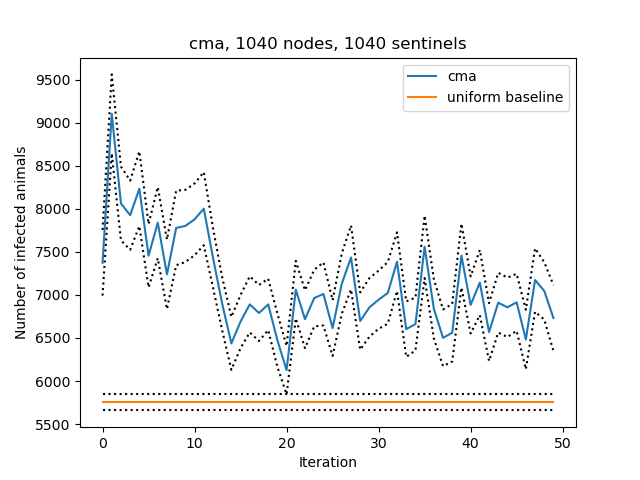 cma, 1040 nodes, 1040 sentinels
cma
uniform baseline
Number of infected animals
9500
9000
8500
8000
7500
7000
6500
6000
5500
0 10 20 30 40 50
Iteration